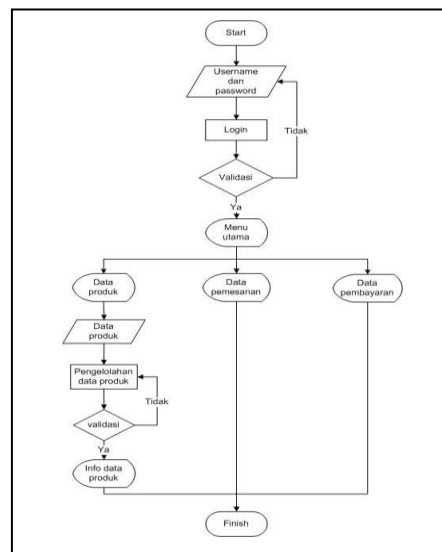 Start
Username
dan
password
Login
Tidak
Validasi
Ya
Menu
utama
Data
produk
Data
pemesanan
Data
pembayaran
Data
produk
Pengelolahan
data produk
Tidak
validasi
Ya
Info data
produk
Finish